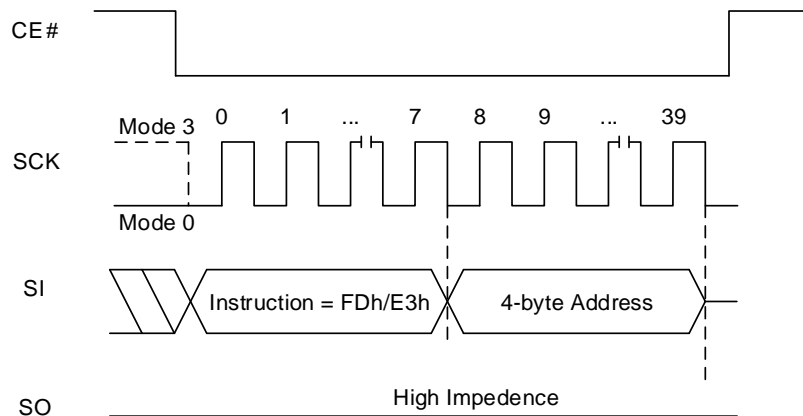 CE#
Mode 3 0 1 ... 7 8 9 ... 39
SCK
Mode 0
SI Instruction = FDh/E3h 4-byte Address
High Impedence
SO